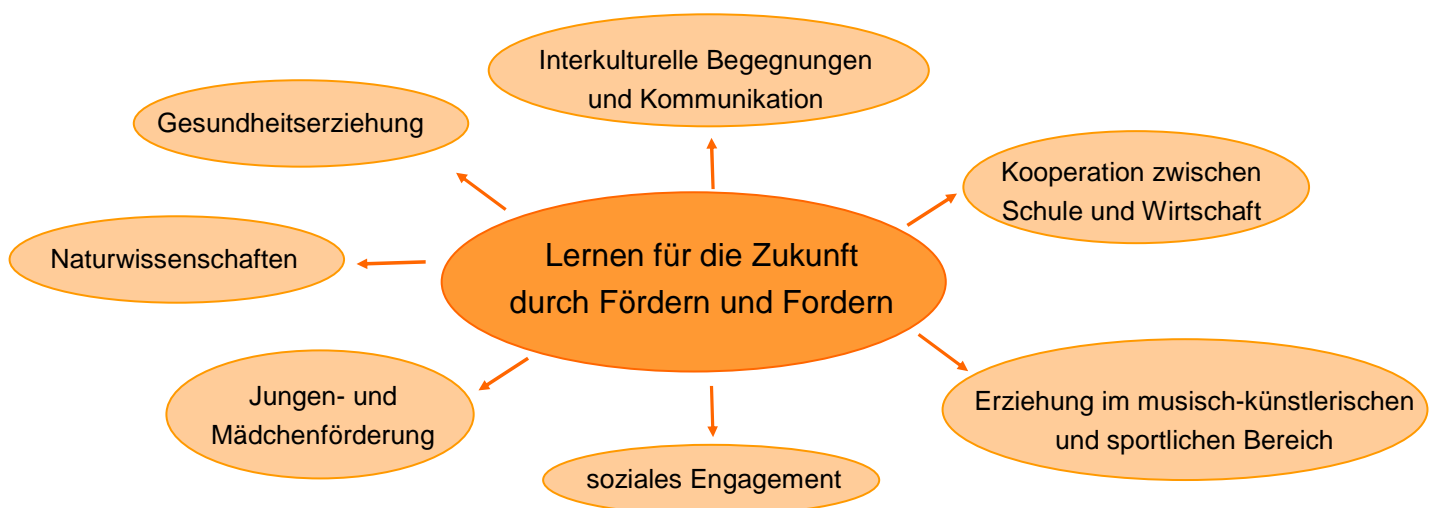 Interkulturelle Begegnungen
und Kommunikation
Gesundheitserziehung
Kooperation zwischen
Schule und Wirtschaft
Naturwissenschaften
Lernen für die Zukunft
durch Fördern und Fordern
Jungen- und
Mädchenförderung
Erziehung im musisch-künstlerischen
und sportlichen Bereich
soziales Engagement